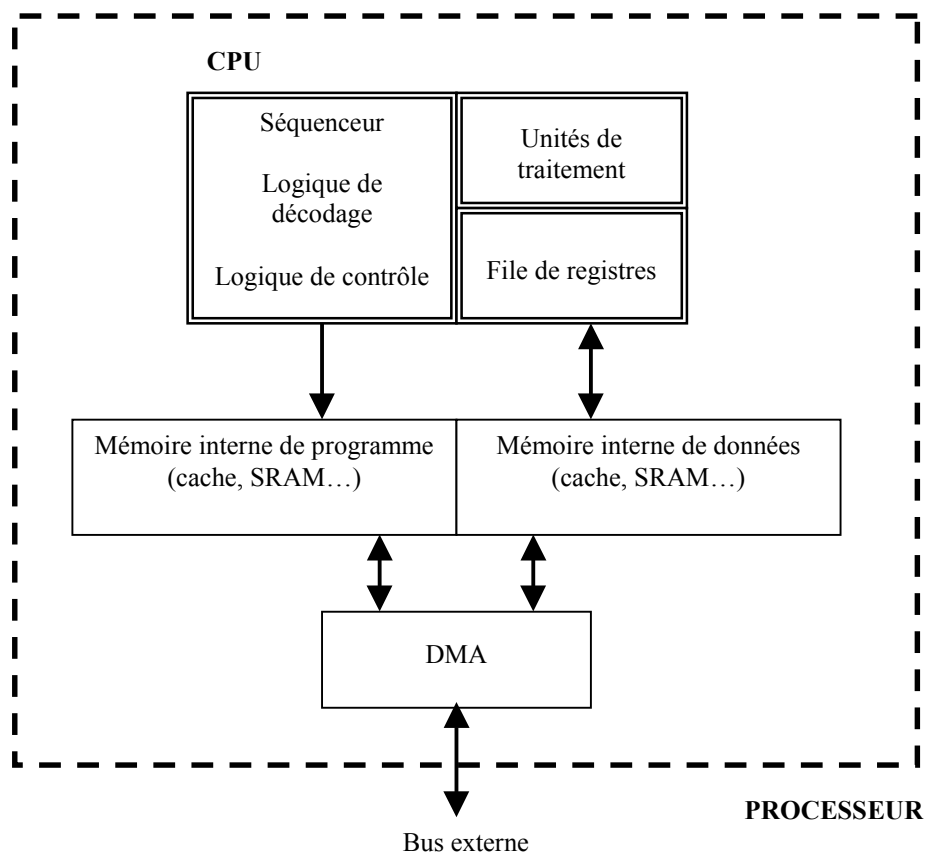 CPU
Séquenceur
Logique de
décodage
Logique de contrôle
Unités de
traitement
File de registres
Mémoire interne de programme
(cache, SRAM…)
Mémoire interne de données
(cache, SRAM…)
DMA
PROCESSEUR
Bus externe